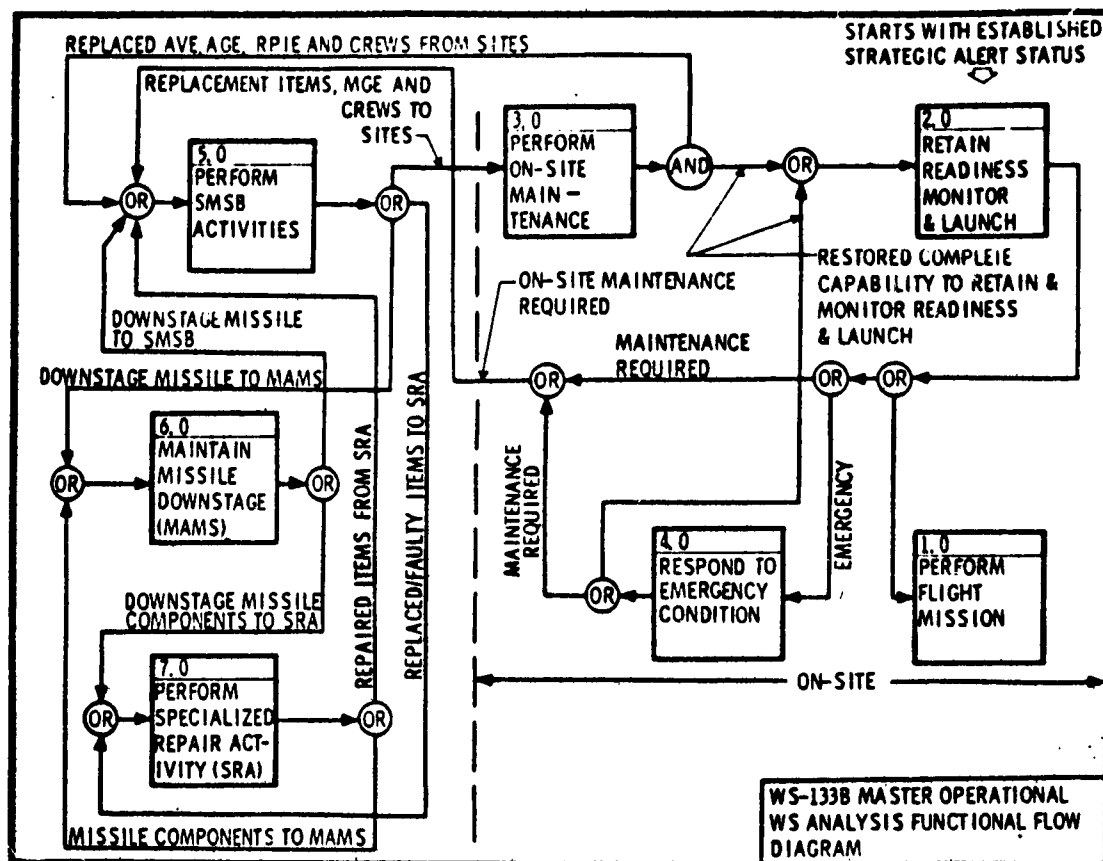 REPLACED AVE, AGE, RPIE AND CREWS FROM SITES
STARTS WITH ESTABLISHED
STRATEGIC ALERT STATUS
REPLACEMENT ITEMS, MGE AND
CREWS TO
SITES
5.0
PERFORM
SMSB
ACTIVITIES
OR
OR
3.0
PERFORM
ON-SITE
MAIN-
TENANCE
AND
OR
2.0
RETAIN
READINESS
MONITOR
& LAUNCH
RESTORED COMPLETE
CAPABILITY TO RETAIN &
MONITOR READINESS
& LAUNCH
ON-SITE MAINTENANCE
REQUIRED
DOWNSTAGE MISSILE
TO SMSB
MAINTENANCE
REQUIRED
DOWNSTAGE MISSILE TO MAMS
OR
OR
OR
6.0
MAINTAIN
MISSILE
DOWNSTAGE
(MAMS)
OR
OR
REPAIRED ITEMS FROM SRA
REPLACED/FAULTY ITEMS TO SRA
MAINTENANCE
REQUIRED
EMERGENCY
4.0
RESPOND TO
EMERGENCY
CONDITION
OR
1.0
PERFORM
FLIGHT
MISSION
DOWNSTAGE MISSILE
COMPONENTS TO SRA
7.0
PERFORM
SPECIALIZED
REPAIR ACT-
IVITY (SRA)
OR
OR
ON-SITE
MISSILE COMPONENTS TO MAMS
WS-133B MASTER OPERATIONAL
WS ANALYSIS FUNCTIONAL FLOW
DIAGRAM